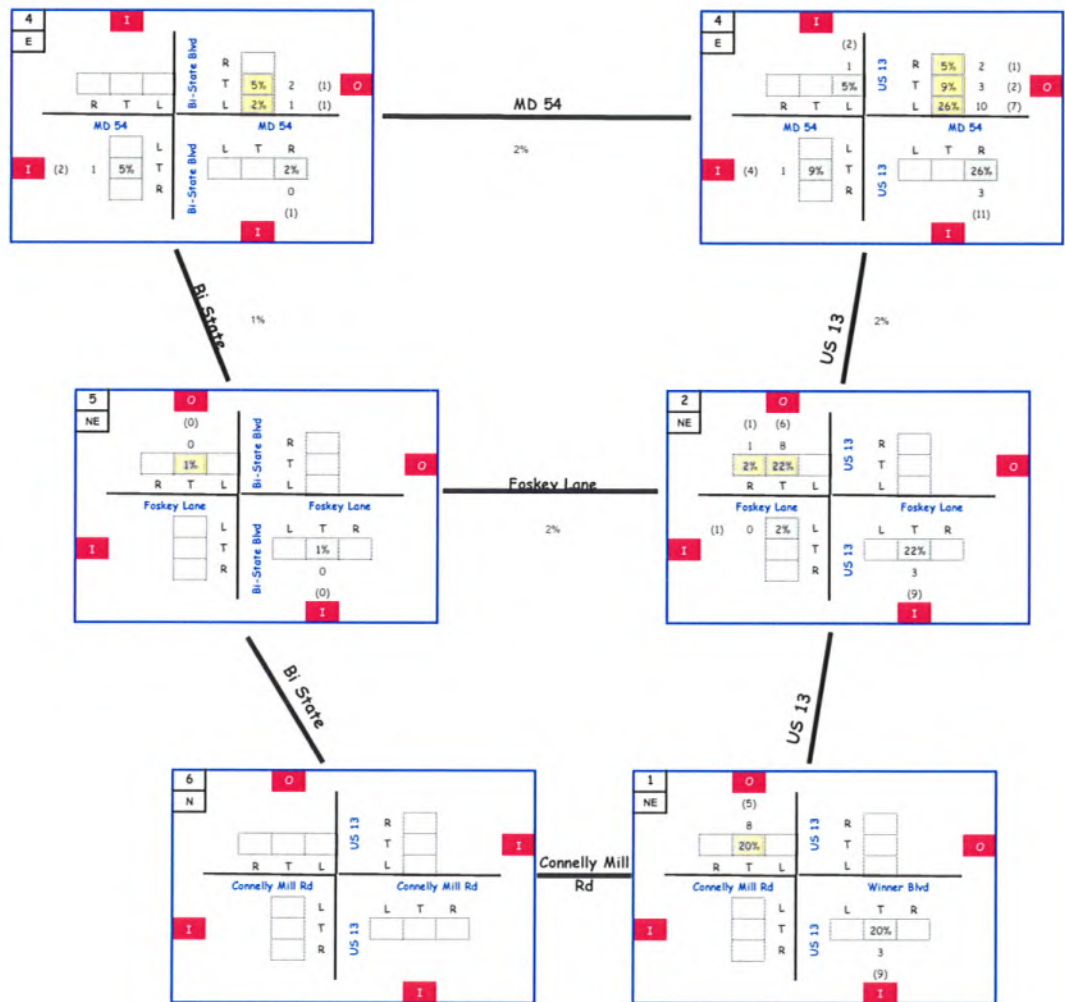 4
E
I
Bi-State Blvd
R
T 5% 2 (1)
L 2% 1 (1)
O
R T L
MD 54
MD 54
I (2) 1 5%
L
T
R
Bi-State Blvd
L T R
2%
0
(1)
I
MD 54
2%
4
E
I
(2)
1
5%
R T L
US 13
R 5% 2 (1)
T 9% 3 (2)
L 26% 10 (7)
O
MD 54
MD 54
I (4) 1 9%
L
T
R
US 13
L T R
26%
3
(11)
I
Bi State
1%
US 13
2%
5
NE
O
(0)
0
1%
R T L
Bi-State Blvd
R
T
L
O
Foskey Lane
Foskey Lane
I
L
T
R
Bi-State Blvd
L T R
1%
0
(0)
I
Foskey Lane
2%
2
NE
O
(1) (6)
1 8
2% 22%
R T L
US 13
R
T
L
O
Foskey Lane
Foskey Lane
I (1) 0 2% L
T
R
US 13
L T R
22%
3
(9)
I
Bi State
US 13
6
N
O
R T L
US 13
R
T
L
I
Connelly Mill Rd
Connelly Mill Rd
I
L
T
R
US 13
L T R
I
Connelly Mill
Rd
1
NE
O
(5)
8
20%
R T L
US 13
R
T
L
O
Connelly Mill Rd
Winner Blvd
I
L
T
R
US 13
L T R
20%
3
(9)
I